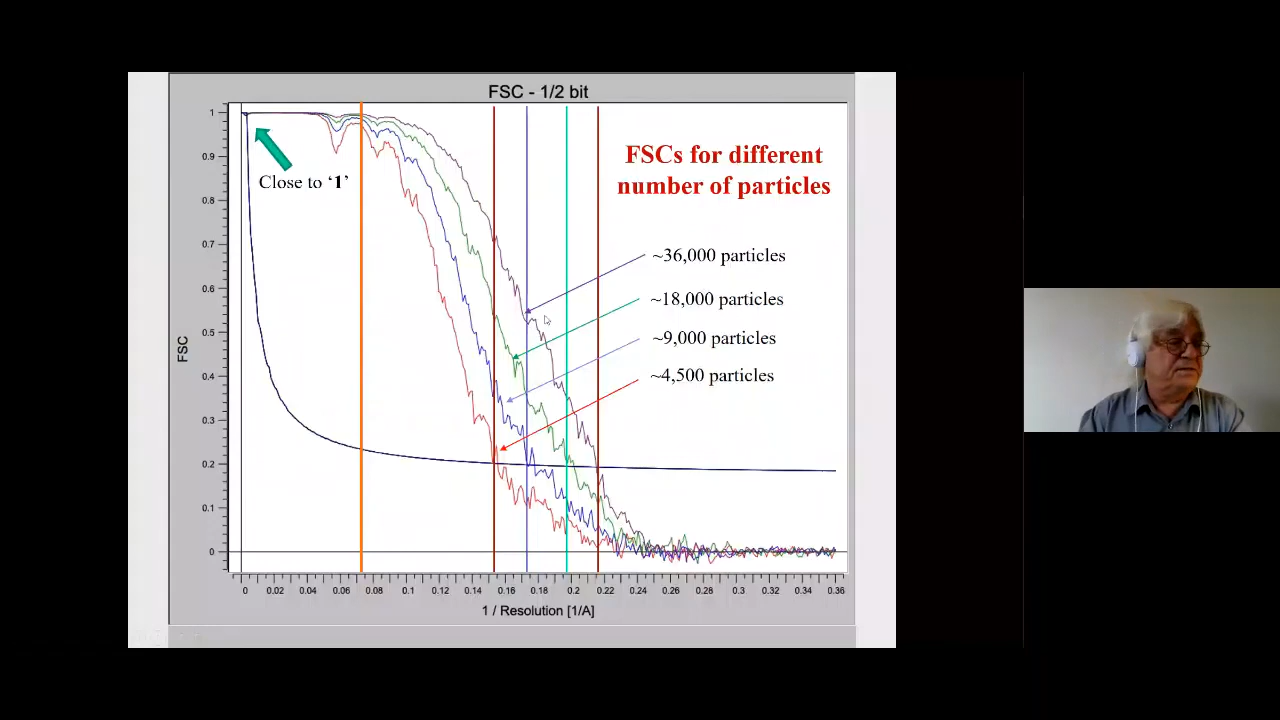 FSC - 1/2 bit
FSCs for different
number of particles
Close to ‘1’
~36,000 particles
~18,000 particles
~9,000 particles
~4,500 particles
FSC
1
0.9
0.8
0.7
0.6
0.5
0.4
0.3
0.2
0.1
0
0 0.02 0.04 0.06 0.08 0.10 0.12 0.14 0.16 0.18 0.20 0.22 0.24 0.26 0.28 0.30 0.32 0.34 0.36
1 / Resolution [1/A]